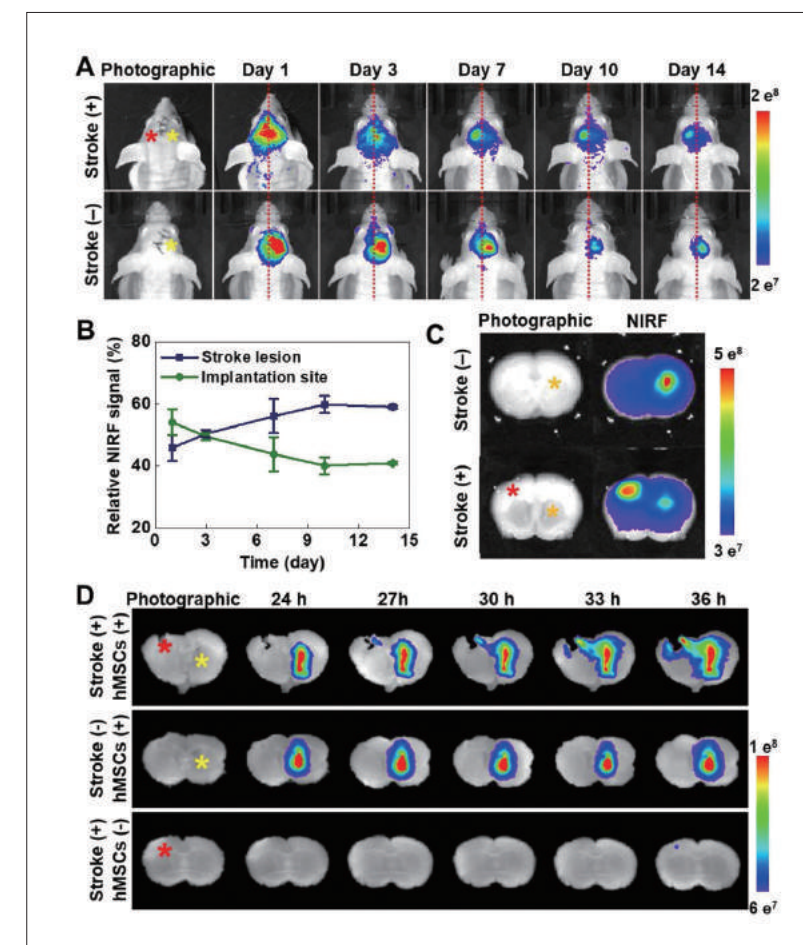 A
Photographic Day 1 Day 3 Day 7 Day 10 Day 14
Stroke (+)
Stroke (–)
2 e⁸
2 e⁷
B
Relative NIRF signal (%)
80
60
40
20
Stroke lesion
Implantation site
0 3 6 9 12 15
Time (day)
C
Photographic NIRF
Stroke (–)
Stroke (+)
5 e⁸
3 e⁷
D
Photographic 24 h 27h 30 h 33 h 36 h
Stroke (+)
hMSCs (+)
Stroke (-)
hMSCs (+)
Stroke (+)
hMSCs (-)
1 e⁸
6 e⁷